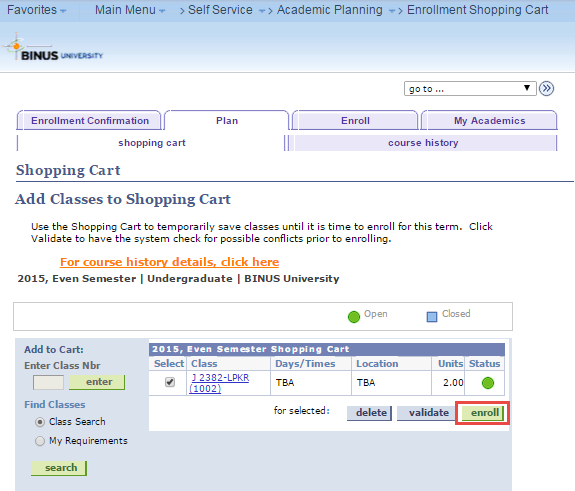 Favorites Main Menu > Self Service > Academic Planning > Enrollment Shopping Cart
BINUS UNIVERSITY
go to ...
Enrollment Confirmation Plan Enroll My Academics
shopping cart course history
Shopping Cart
Add Classes to Shopping Cart
Use the Shopping Cart to temporarily save classes until it is time to enroll for this term. Click
Validate to have the system check for possible conflicts prior to enrolling.
For course history details, click here
2015, Even Semester | Undergraduate | BINUS University
Open Closed
Add to Cart:
Enter Class Nbr
enter
Find Classes
Class Search
My Requirements
search
2015, Even Semester Shopping Cart
Select Class Days/Times Location Units Status
J 2382-LPKR
(1002) TBA TBA 2.00
for selected: delete validate enroll